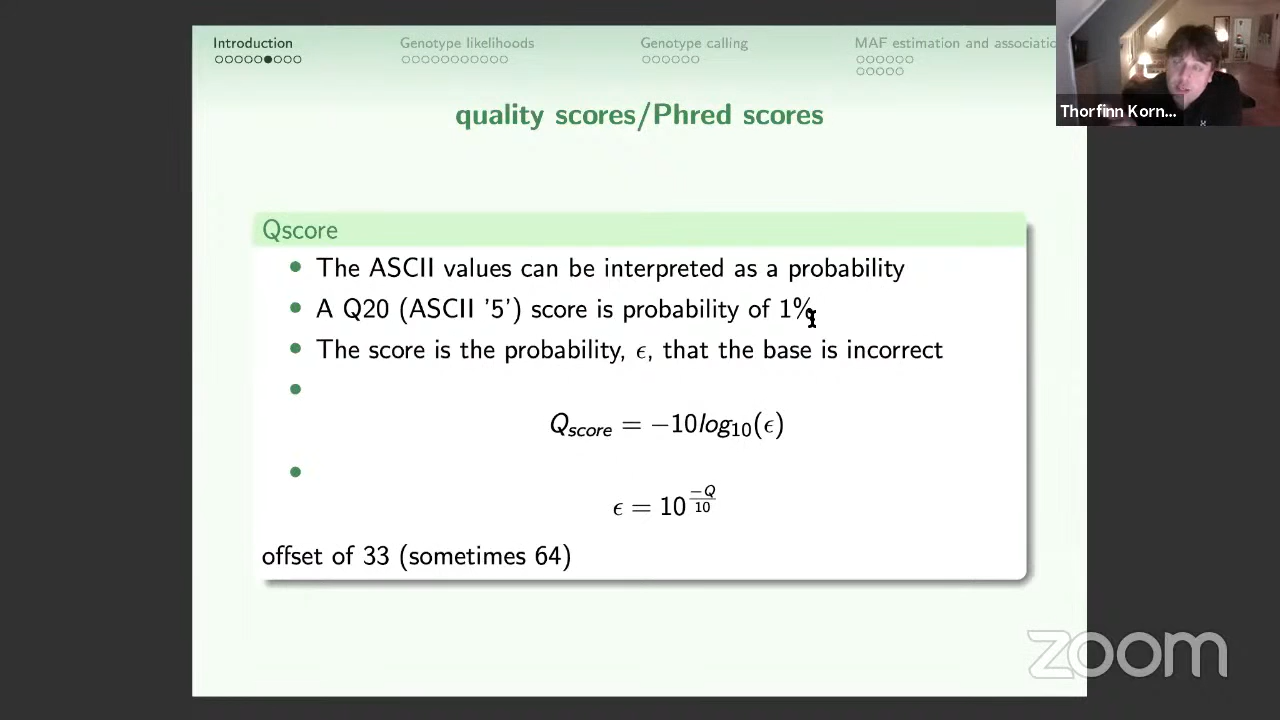 Introduction
Genotype likelihoods
Genotype calling
MAF estimation and associatio
Thorfinn Korn...
quality scores/Phred scores
Qscore
The ASCII values can be interpreted as a probability
A Q20 (ASCII '5') score is probability of 1%
The score is the probability, ϵ, that the base is incorrect
Q_score = −10log₁₀(ϵ)
ϵ = 10^(−Q/10)
offset of 33 (sometimes 64)
zoom